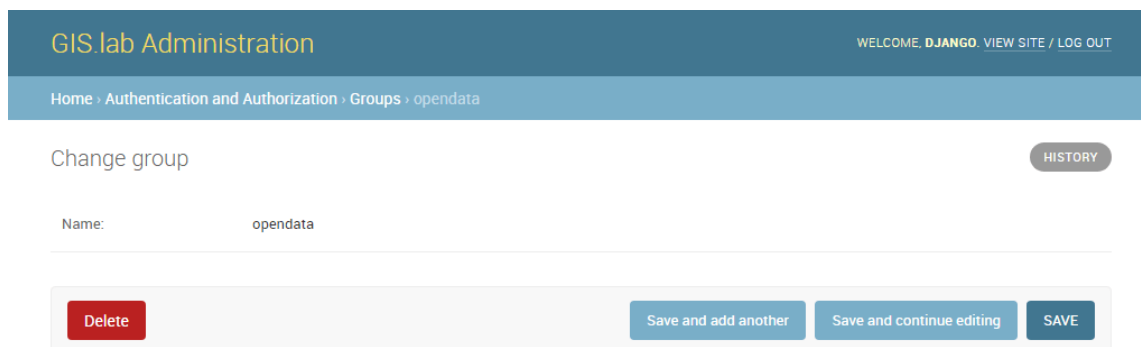 GIS.lab Administration
WELCOME, DJANGO. VIEW SITE / LOG OUT
Home › Authentication and Authorization › Groups › opendata
Change group
HISTORY
Name: opendata
Delete Save and add another Save and continue editing SAVE